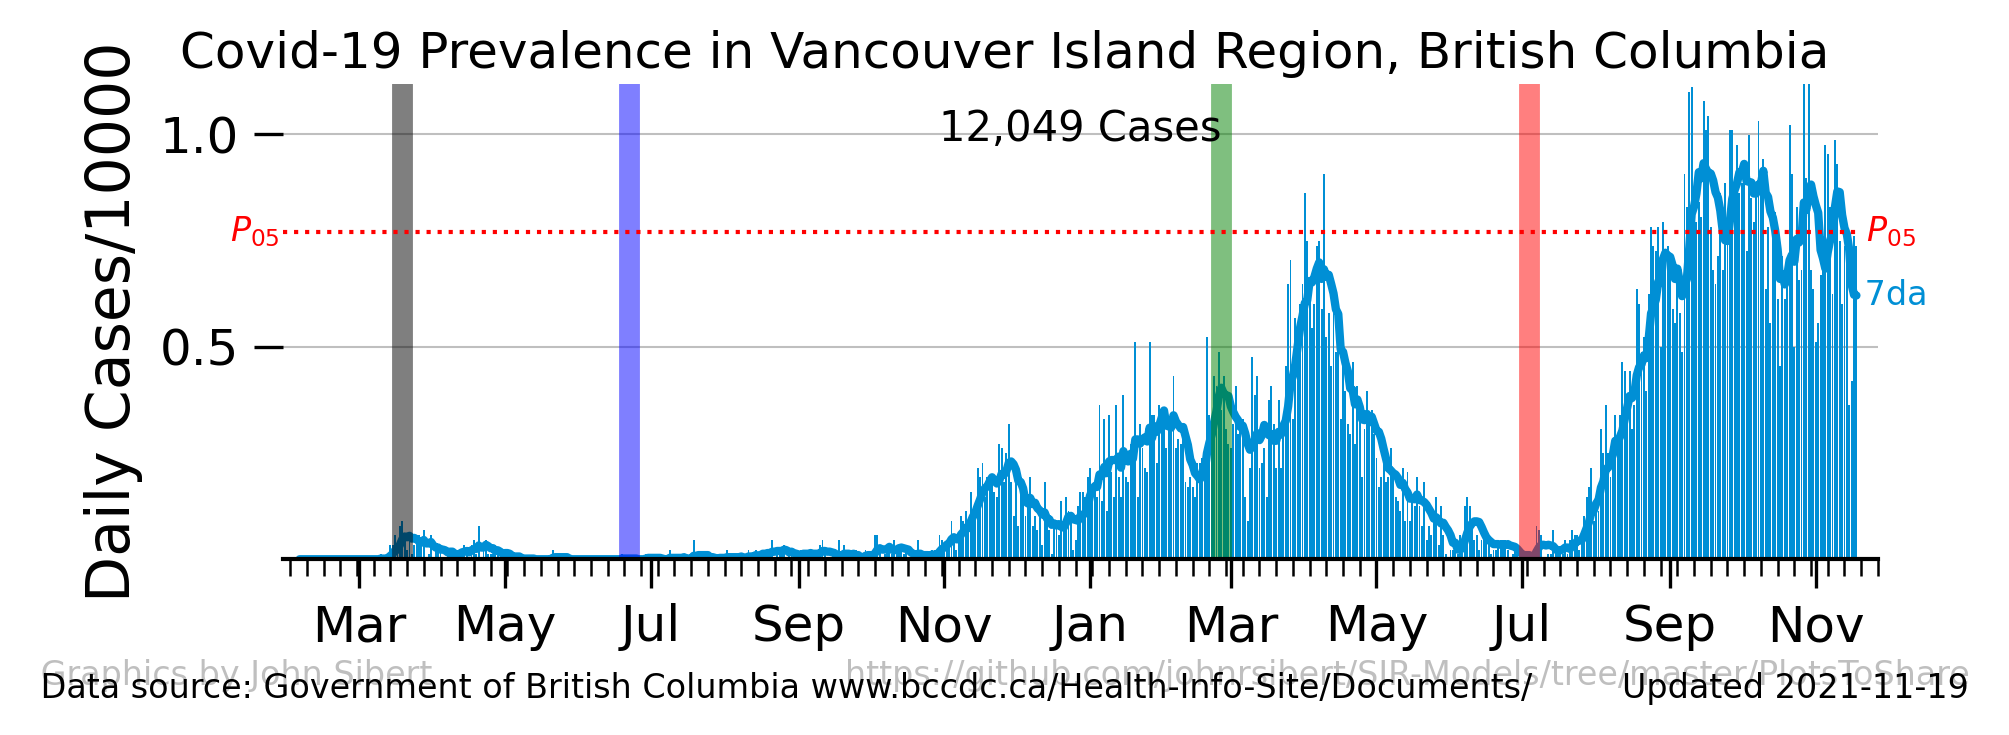 Covid-19 Prevalence in Vancouver Island Region, British Columbia
Daily Cases/10000
12,049 Cases
1.0
P05 P05
7da
0.5
Mar May Jul Sep Nov Jan Mar May Jul Sep Nov
Graphics by John Sibert https://github.com/johnrsibert/SIR-Models/tree/master/PlotsToShare
Data source: Government of British Columbia www.bccdc.ca/Health-Info-Site/Documents/ Updated 2021-11-19